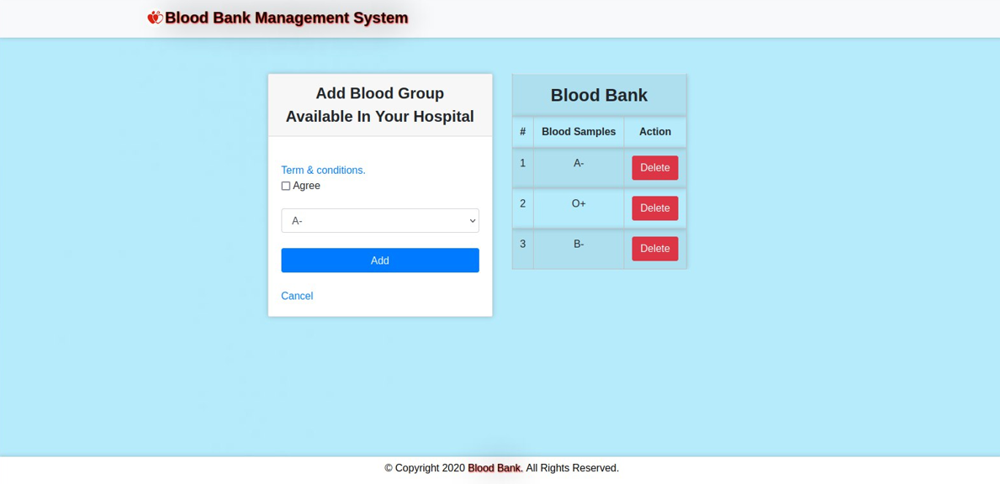 Blood Bank Management System
Add Blood Group
Available In Your Hospital
Term & conditions.
Agree
A-
Add
Cancel
Blood Bank
# Blood Samples Action
1 A- Delete
2 O+ Delete
3 B- Delete
© Copyright 2020 Blood Bank. All Rights Reserved.